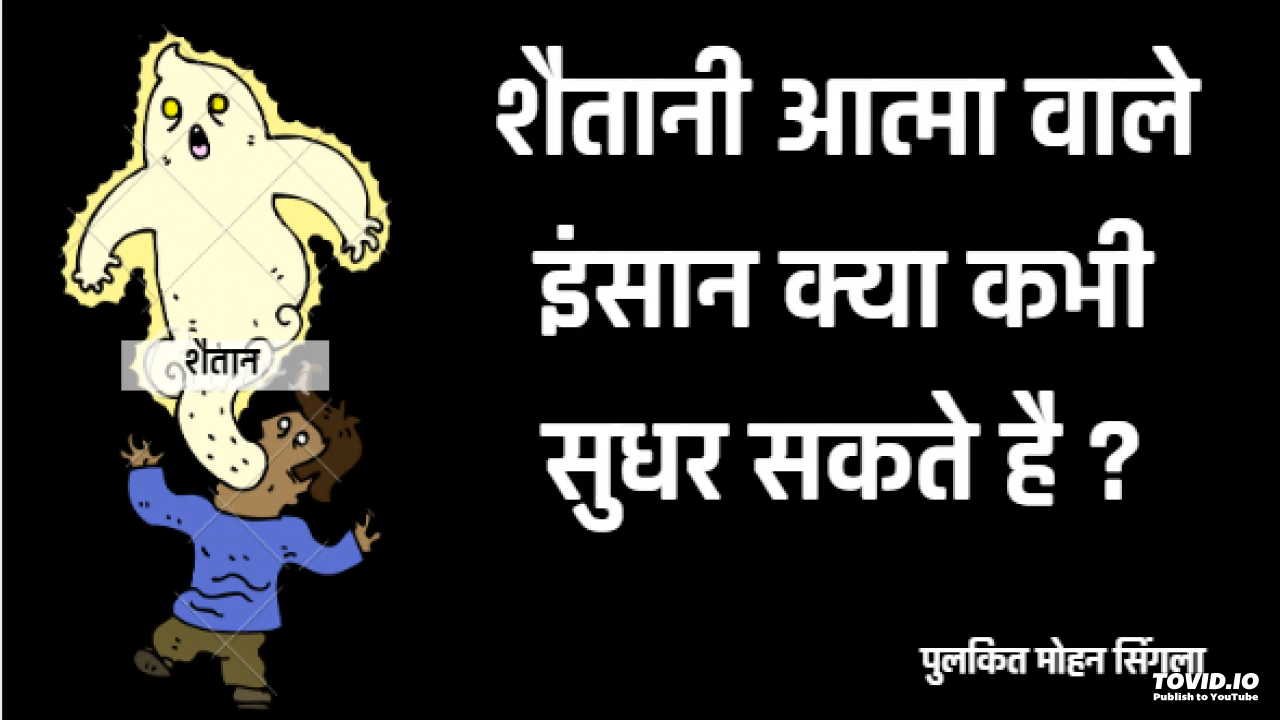 शैतानी आत्मा वाले
इंसान क्या कभी
सुधर सकते है ?
शैतान
पुलकित मोहन सिंगला
TOVID.IO
Publish to YouTube